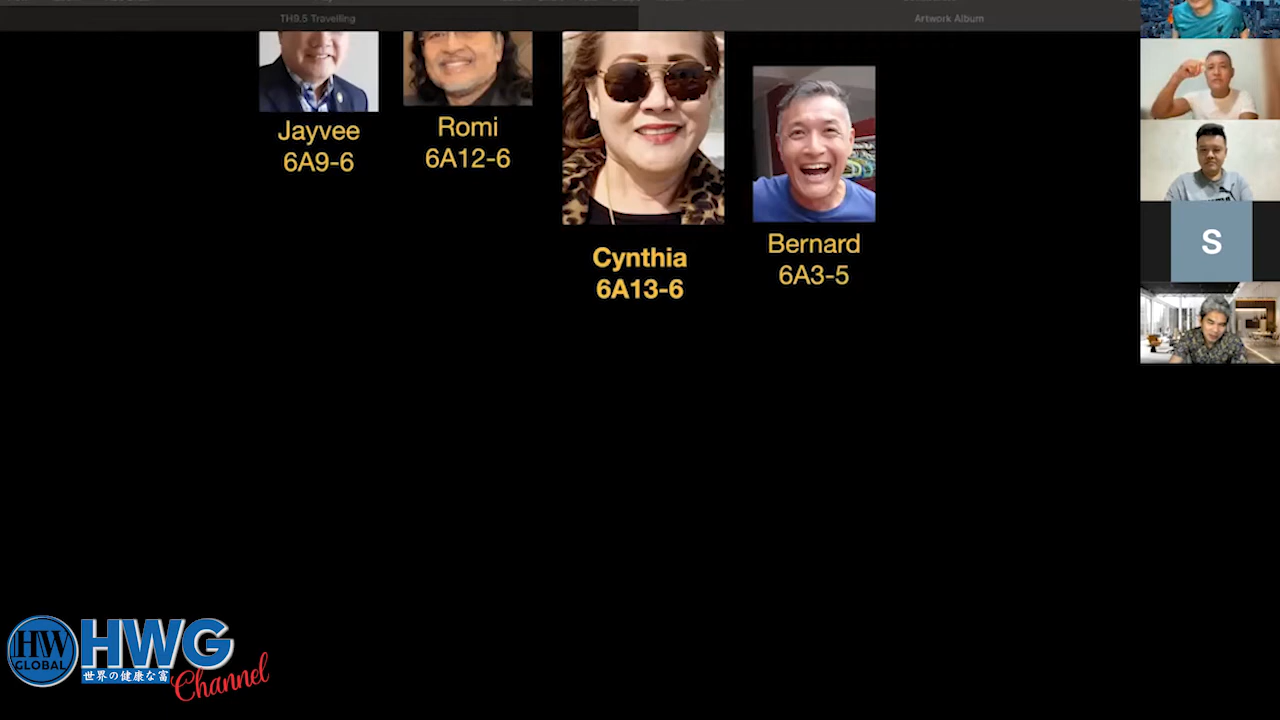 TH9.5 Travelling
Artwork Album
Jayvee
6A9-6
Romi
6A12-6
Cynthia
6A13-6
Bernard
6A3-5
S
HW
GLOBAL
HWG
世界の健康な富
Channel